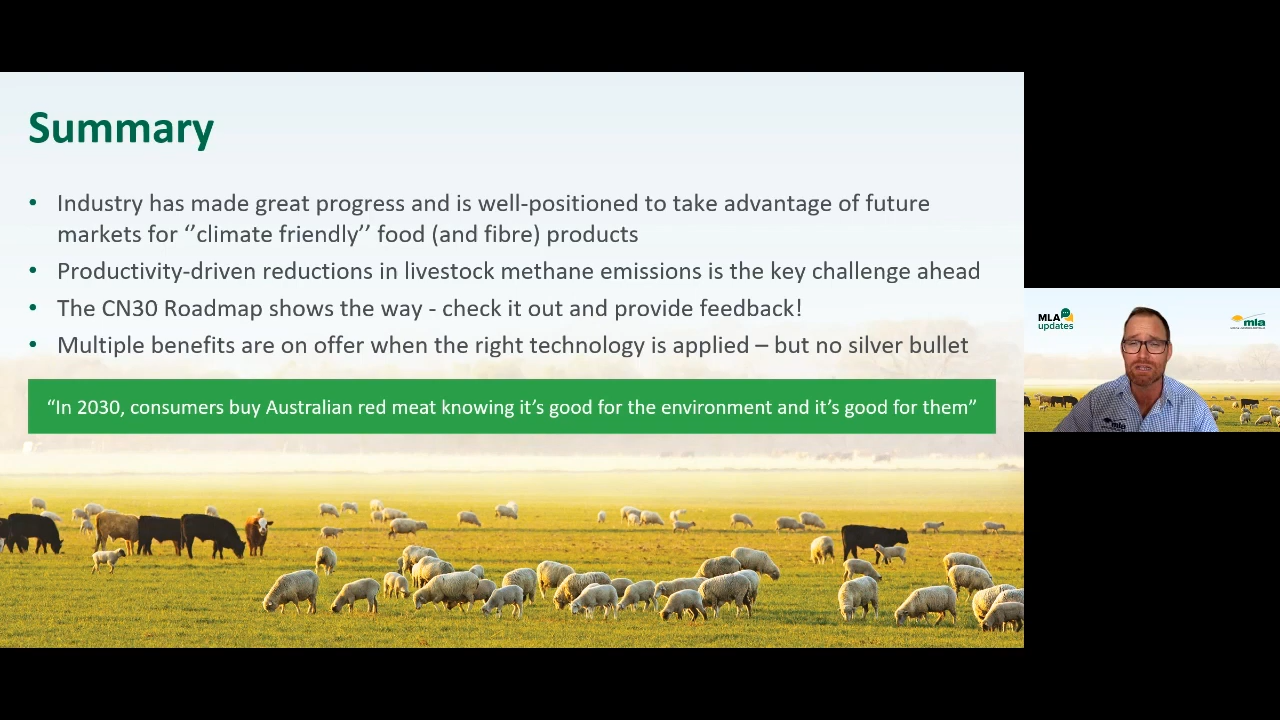 Summary
• Industry has made great progress and is well-positioned to take advantage of future
markets for ‘’climate friendly’’ food (and fibre) products
• Productivity-driven reductions in livestock methane emissions is the key challenge ahead
• The CN30 Roadmap shows the way - check it out and provide feedback!
• Multiple benefits are on offer when the right technology is applied – but no silver bullet
“In 2030, consumers buy Australian red meat knowing it’s good for the environment and it’s good for them”
MLA
updates
mla
mla